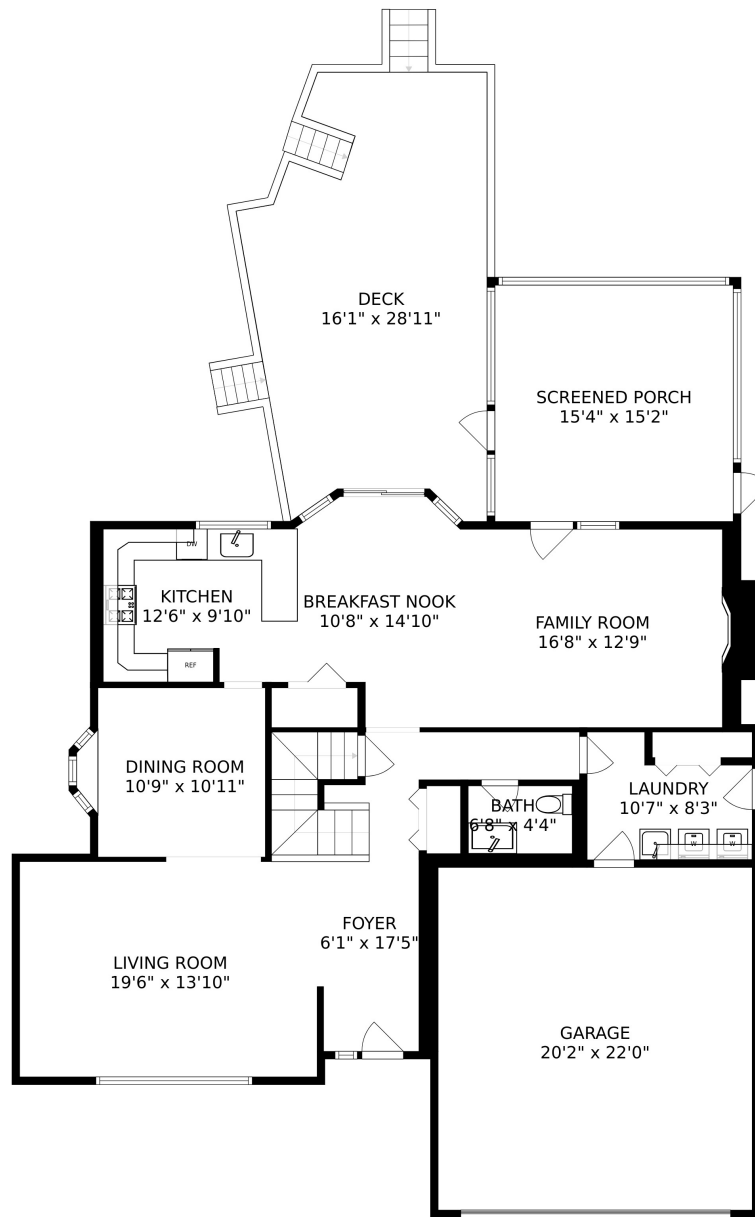 DECK
16'1" x 28'11"
SCREENED PORCH
15'4" x 15'2"
DW
KITCHEN
12'6" x 9'10"
BREAKFAST NOOK
10'8" x 14'10"
FAMILY ROOM
16'8" x 12'9"
REF
DINING ROOM
10'9" x 10'11"
BATH
6'8" x 4'4"
LAUNDRY
10'7" x 8'3"
W
W
FOYER
6'1" x 17'5"
LIVING ROOM
19'6" x 13'10"
GARAGE
20'2" x 22'0"